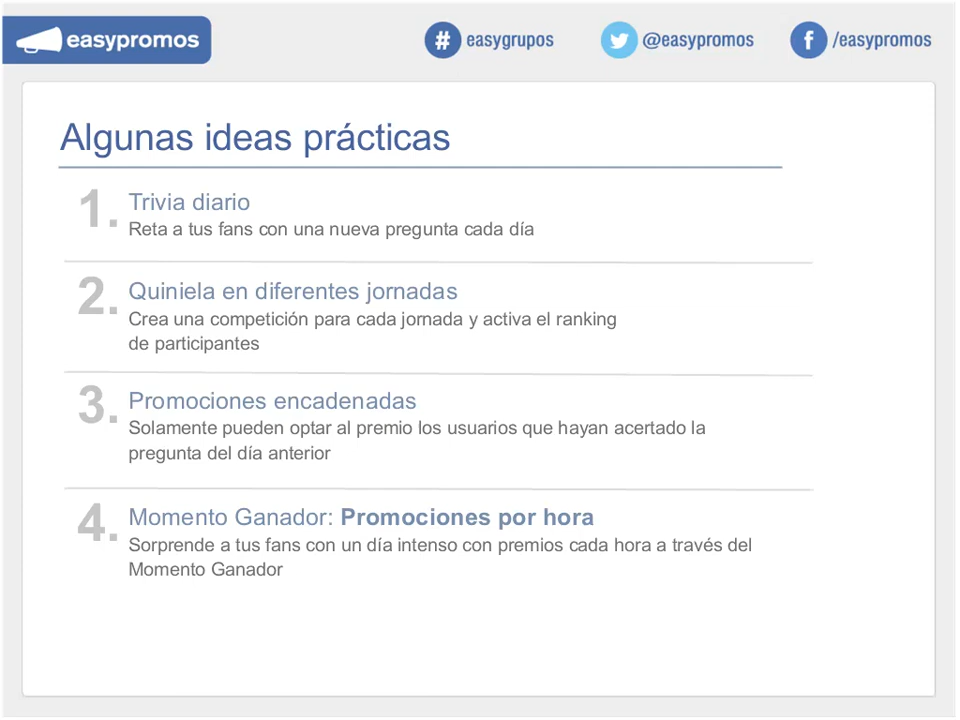 easypromos
# easygrupos
@easypromos
f /easypromos
Algunas ideas prácticas
1. Trivia diario
Reta a tus fans con una nueva pregunta cada día
2. Quiniela en diferentes jornadas
Crea una competición para cada jornada y activa el ranking
de participantes
3. Promociones encadenadas
Solamente pueden optar al premio los usuarios que hayan acertado la
pregunta del día anterior
4. Momento Ganador: Promociones por hora
Sorprende a tus fans con un día intenso con premios cada hora a través del
Momento Ganador